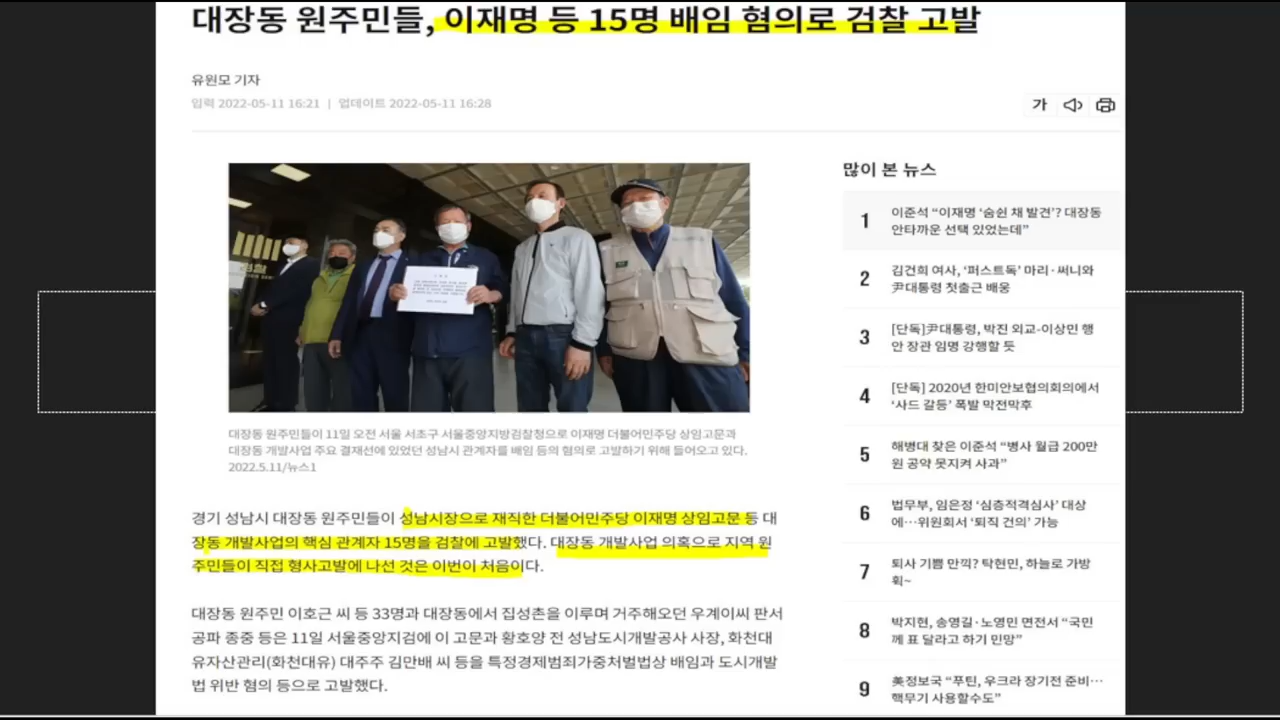 대장동 원주민들, 이재명 등 15명 배임 혐의로 검찰 고발
유원모 기자
입력 2022-05-11 16:21 | 업데이트 2022-05-11 16:28
가
대장동 원주민들이 11일 오전 서울 서초구 서울중앙지방검찰청으로 이재명 더불어민주당 상임고문과
대장동 개발사업 주요 결재선에 있었던 성남시 관계자를 배임 등의 혐의로 고발하기 위해 들어오고 있다.
2022.5.11/뉴스1
경기 성남시 대장동 원주민들이 성남시장으로 재직한 더불어민주당 이재명 상임고문 등 대
장동 개발사업의 핵심 관계자 15명을 검찰에 고발했다. 대장동 개발사업 의혹으로 지역 원
주민들이 직접 형사고발에 나선 것은 이번이 처음이다.
대장동 원주민 이호근 씨 등 33명과 대장동에서 집성촌을 이루며 거주해오던 우계이씨 판서
공파 종중 등은 11일 서울중앙지검에 이 고문과 황호양 전 성남도시개발공사 사장, 화천대
유자산관리(화천대유) 대주주 김만배 씨 등을 특정경제범죄가중처벌법상 배임과 도시개발
법 위반 혐의 등으로 고발했다.
많이 본 뉴스
1 이준석 “이재명 ‘숨쉰 채 발견’? 대장동
안타까운 선택 있었는데”
2 김건희 여사, ‘퍼스트독’ 마리·써니와
尹대통령 첫출근 배웅
3 [단독]尹대통령, 박진 외교-이상민 행
안 장관 임명 강행할 듯
4 [단독] 2020년 한미안보협의회의에서
‘사드 갈등’ 폭발 막전막후
5 해병대 찾은 이준석 “병사 월급 200만
원 공약 못지켜 사과”
6 법무부, 임은정 ‘심층적격심사’ 대상
에…위원회서 ‘퇴직 건의’ 가능
7 퇴사 기쁨 만끽? 탁현민, 하늘로 가방
휙~
8 박지현, 송영길·노영민 면전서 “국민
께 표 달라고 하기 민망”
9 美정보국 “푸틴, 우크라 장기전 준비…
핵무기 사용할수도”